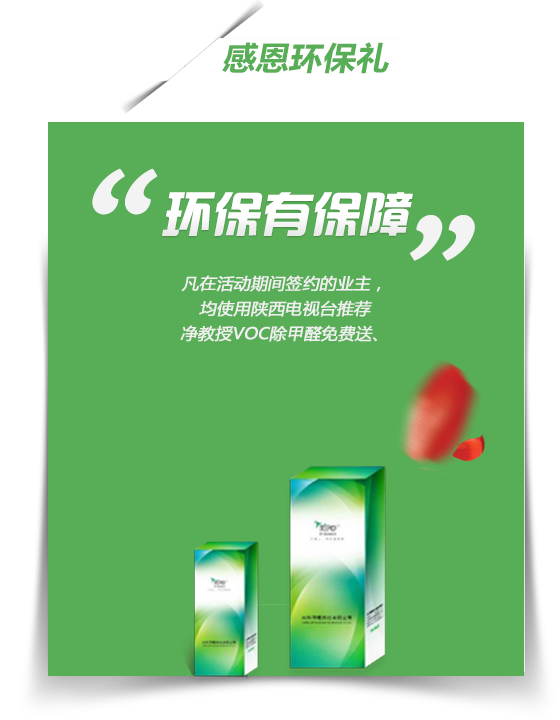 感恩环保礼
“环保有保障”
凡在活动期间签约的业主，
均使用陕西电视台推荐
净教授VOC除甲醛免费送、